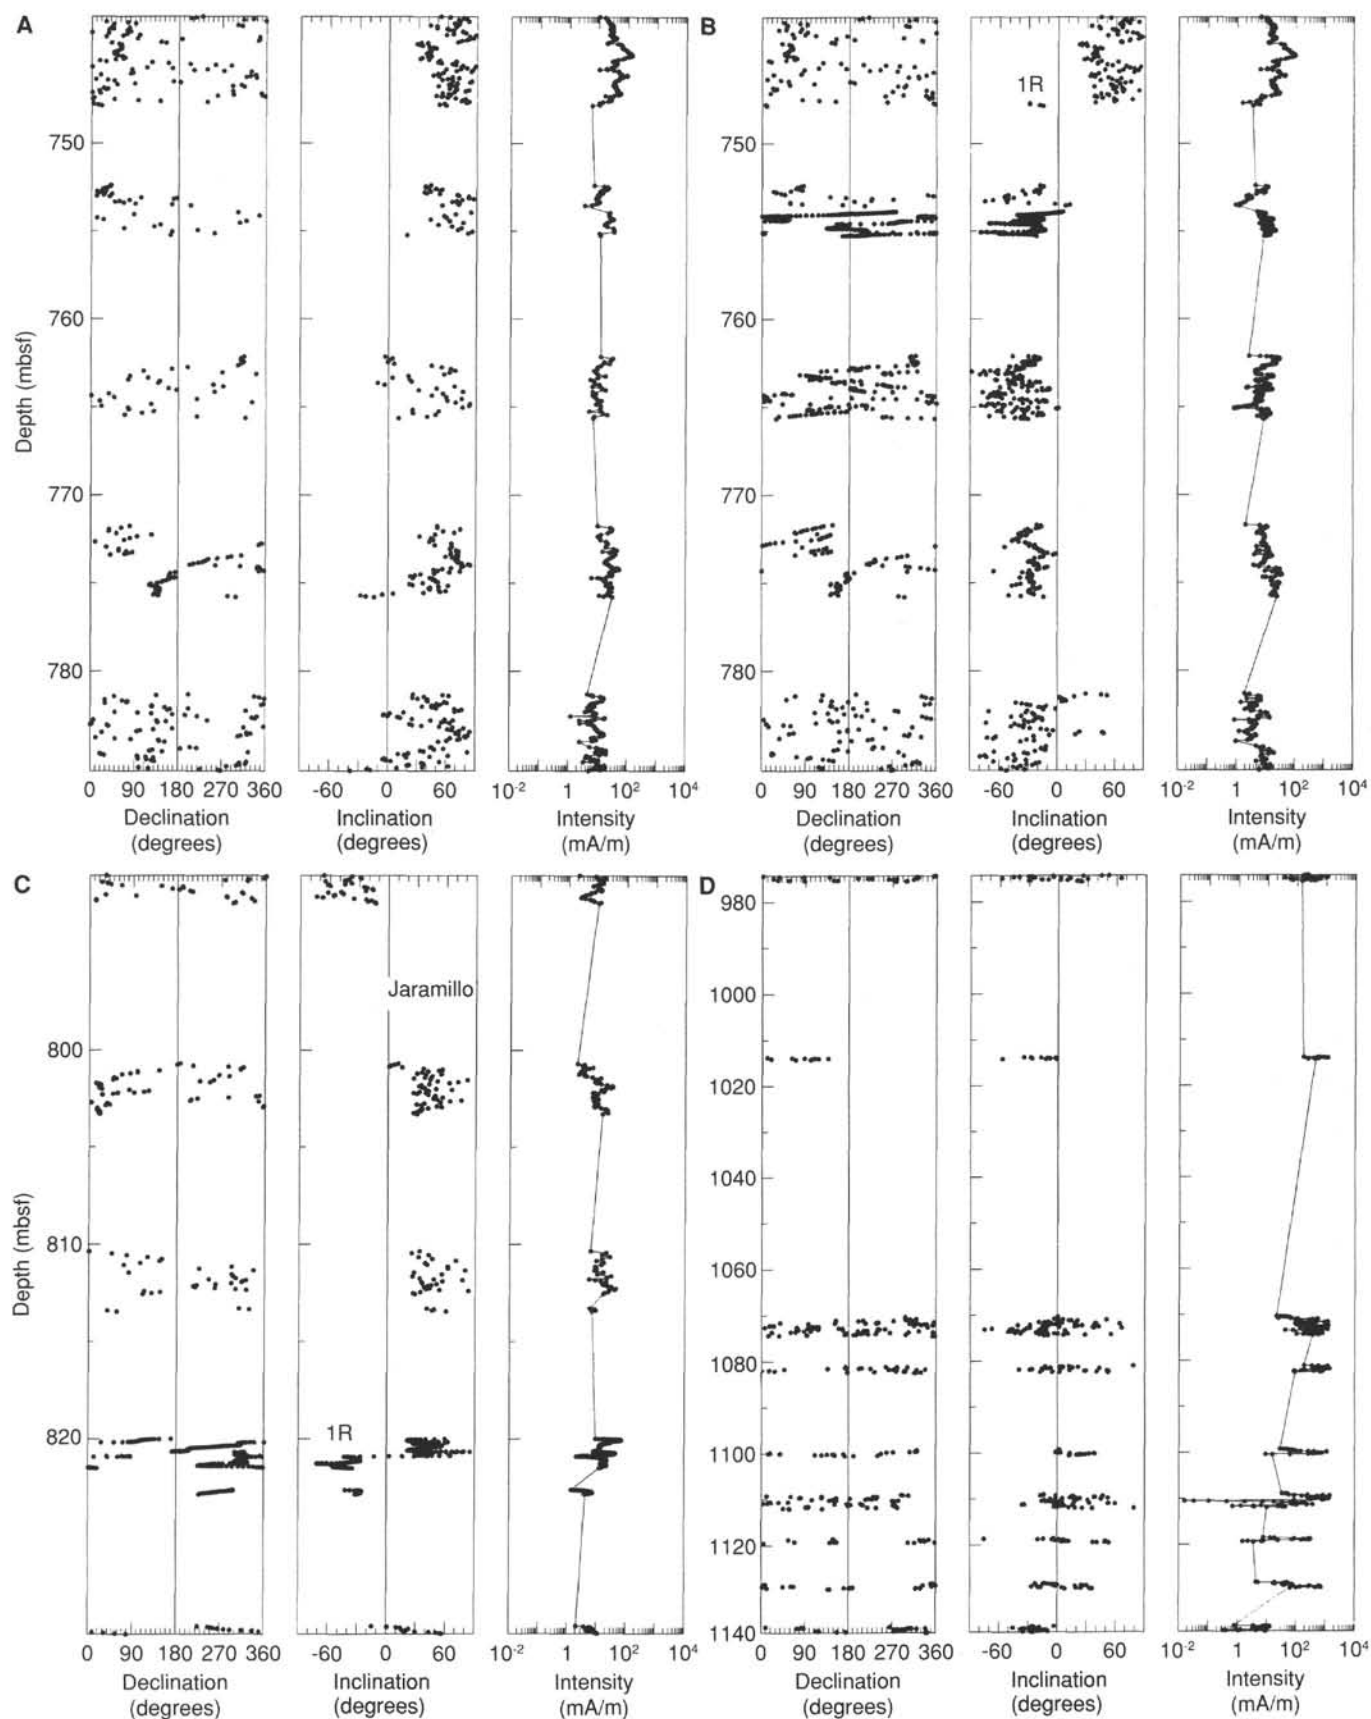 A
B
1R
750
760
770
780
Depth (mbsf)
-60 0 60
0 90 180 270 360
10-2 1 10² 10⁴
Declination (degrees)
Inclination (degrees)
Intensity (mA/m)
750
760
770
780
0 90 180 270 360
-60 0 60
10-2 1 10² 10⁴
Declination (degrees)
Inclination (degrees)
Intensity (mA/m)
C
Jaramillo
1R
800
810
820
Depth (mbsf)
0 90 180 270 360
-60 0 60
10-2 1 10² 10⁴
Declination (degrees)
Inclination (degrees)
Intensity (mA/m)
D
980
1000
1020
1040
1060
1080
1100
1120
1140
0 90 180 270 360
-60 0 60
10-2 1 10² 10⁴
Declination (degrees)
Inclination (degrees)
Intensity (mA/m)